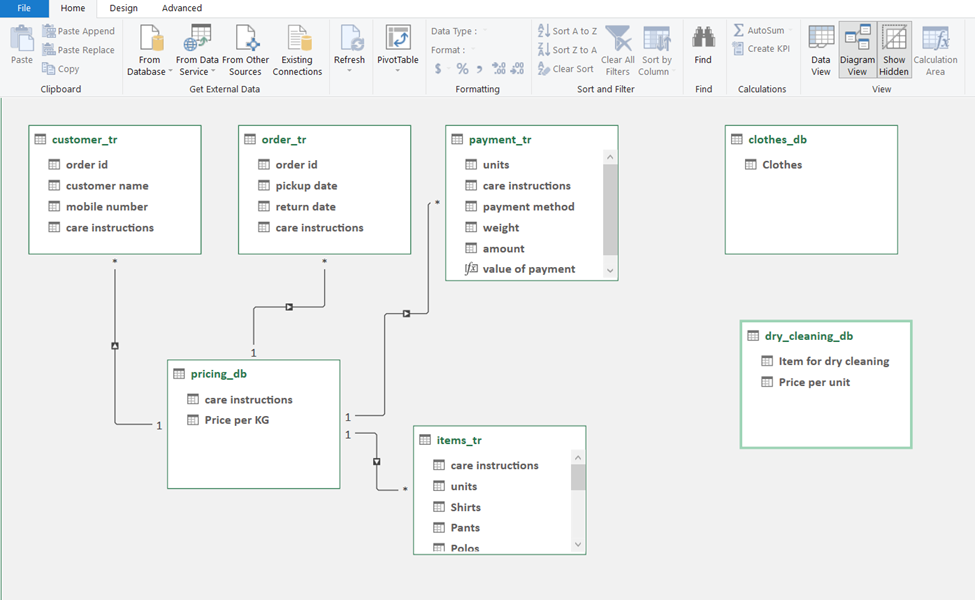 File Home Design Advanced
Paste
Paste Append
Paste Replace
Copy
Clipboard
From Database
From Data Service
From Other Sources
Existing Connections
Get External Data
Refresh
PivotTable
Data Type :
Format :
$ % ,
Formatting
Sort A to Z
Sort Z to A
Clear Sort
Clear All Filters
Sort by Column
Sort and Filter
Find
Find
AutoSum
Create KPI
Calculations
Data View
Diagram View
Show Hidden
Calculation Area
View
customer_tr
order id
customer name
mobile number
care instructions
order_tr
order id
pickup date
return date
care instructions
payment_tr
units
care instructions
payment method
weight
amount
fx value of payment
clothes_db
Clothes
dry_cleaning_db
Item for dry cleaning
Price per unit
*
*
*
1
1
1
1
*
pricing_db
care instructions
Price per KG
items_tr
care instructions
units
Shirts
Pants
Polos